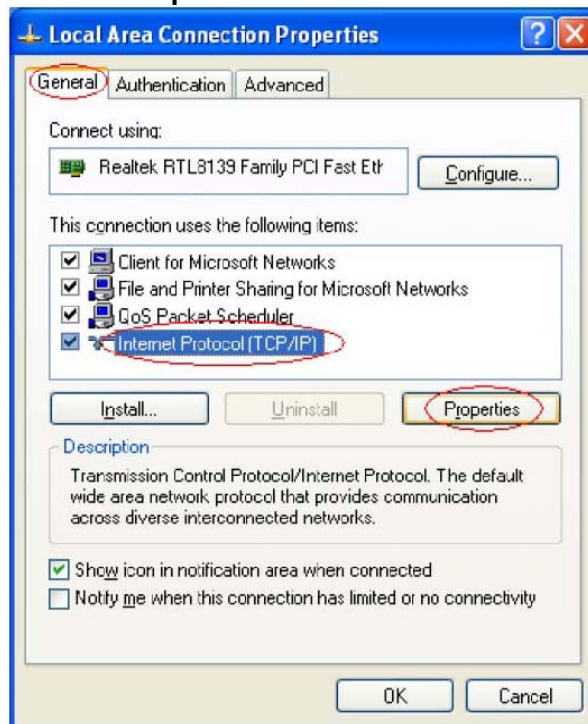 Local Area Connection Properties
General Authentication Advanced
Connect using:
Realtek RTL8139 Family PCI Fast Eth
Configure...
This connection uses the following items:
Client for Microsoft Networks
File and Printer Sharing for Microsoft Networks
QoS Packet Scheduler
Internet Protocol (TCP/IP)
Install... Uninstall Properties
Description
Transmission Control Protocol/Internet Protocol. The default
wide area network protocol that provides communication
across diverse interconnected networks.
Show icon in notification area when connected
Notify me when this connection has limited or no connectivity
OK Cancel